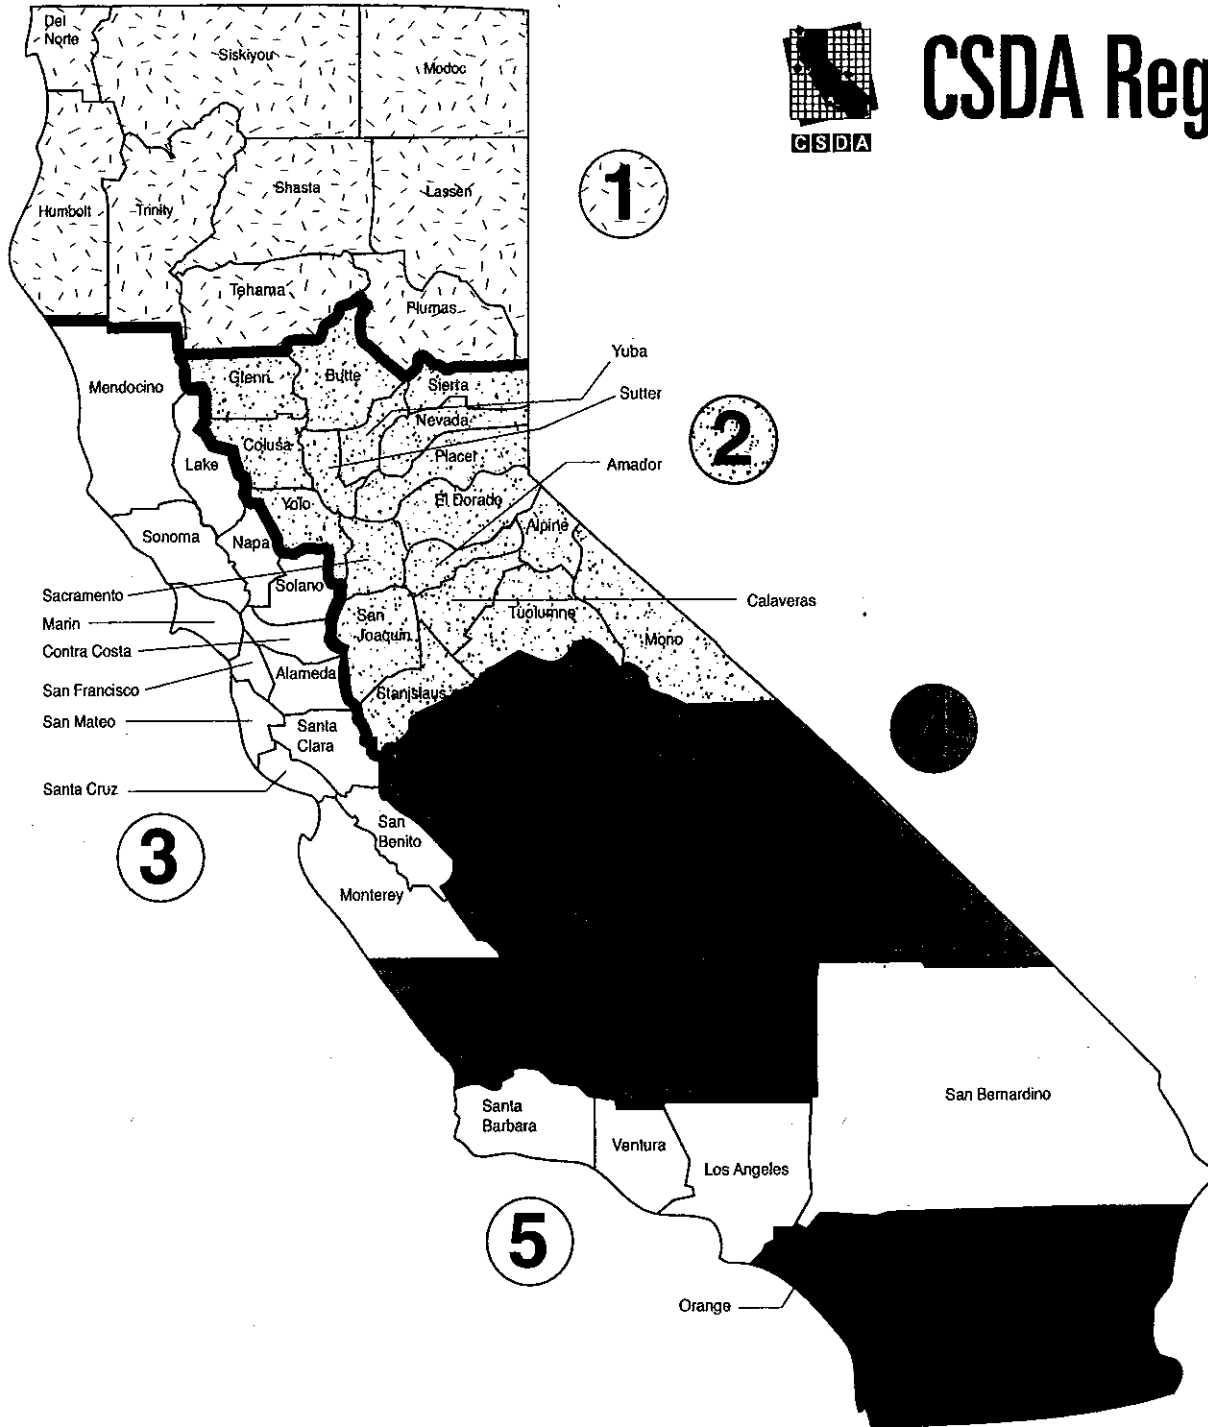 CSDA Reg
CSDA
Del
Norte
Siskiyou
Modoc
Humbolt
Trinity
Shasta
Lassen
1
Tehama
Plumas
Mendocino
Glenn
Butte
Sierra
Yuba
Sutter
Nevada
2
Colusa
Placer
Lake
Amador
Yolo
El Dorado
Sonoma
Napa
Alpine
Solano
Sacramento
Calaveras
Marin
San
Joaquin
Tuolumne
Mono
Contra Costa
Alameda
San Francisco
Stanislaus
San Mateo
Santa
Clara
4
Santa Cruz
San
Benito
3
Monterey
San Bernardino
Santa
Barbara
Ventura
Los Angeles
5
Orange